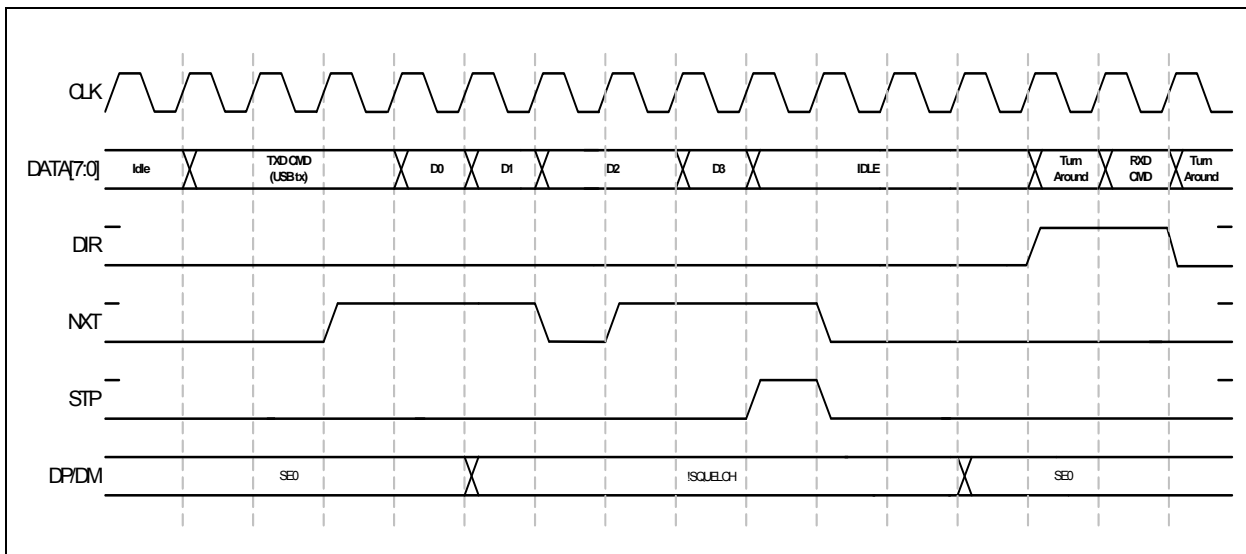 CLK
DATA[7:0]
Idle
TXD CMD
(USB tx)
D0
D1
D2
D3
IDLE
Turn
Around
RXD
CMD
Turn
Around
DIR
NXT
STP
DP/DM
SE0
!SQUELCH
SE0